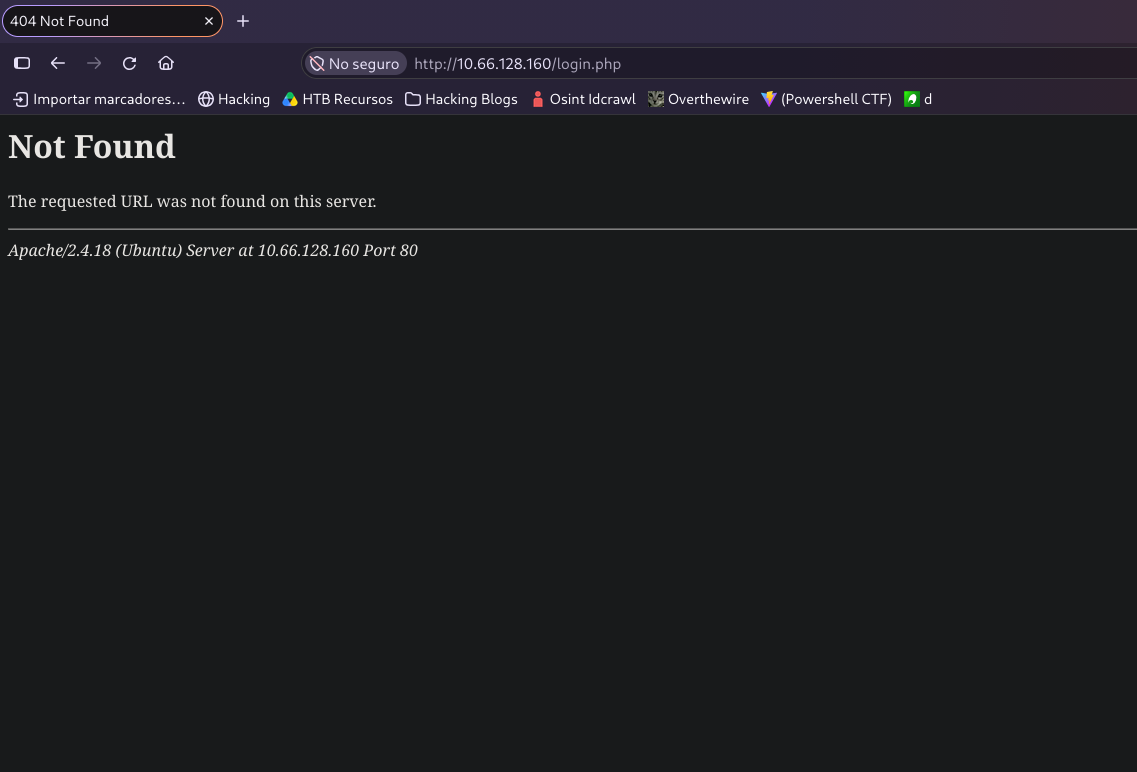 404 Not Found
No seguro http://10.66.128.160/login.php
Importar marcadores... Hacking HTB Recursos Hacking Blogs Osint Idcrawl Overthewire (Powershell CTF) d
Not Found
The requested URL was not found on this server.
Apache/2.4.18 (Ubuntu) Server at 10.66.128.160 Port 80